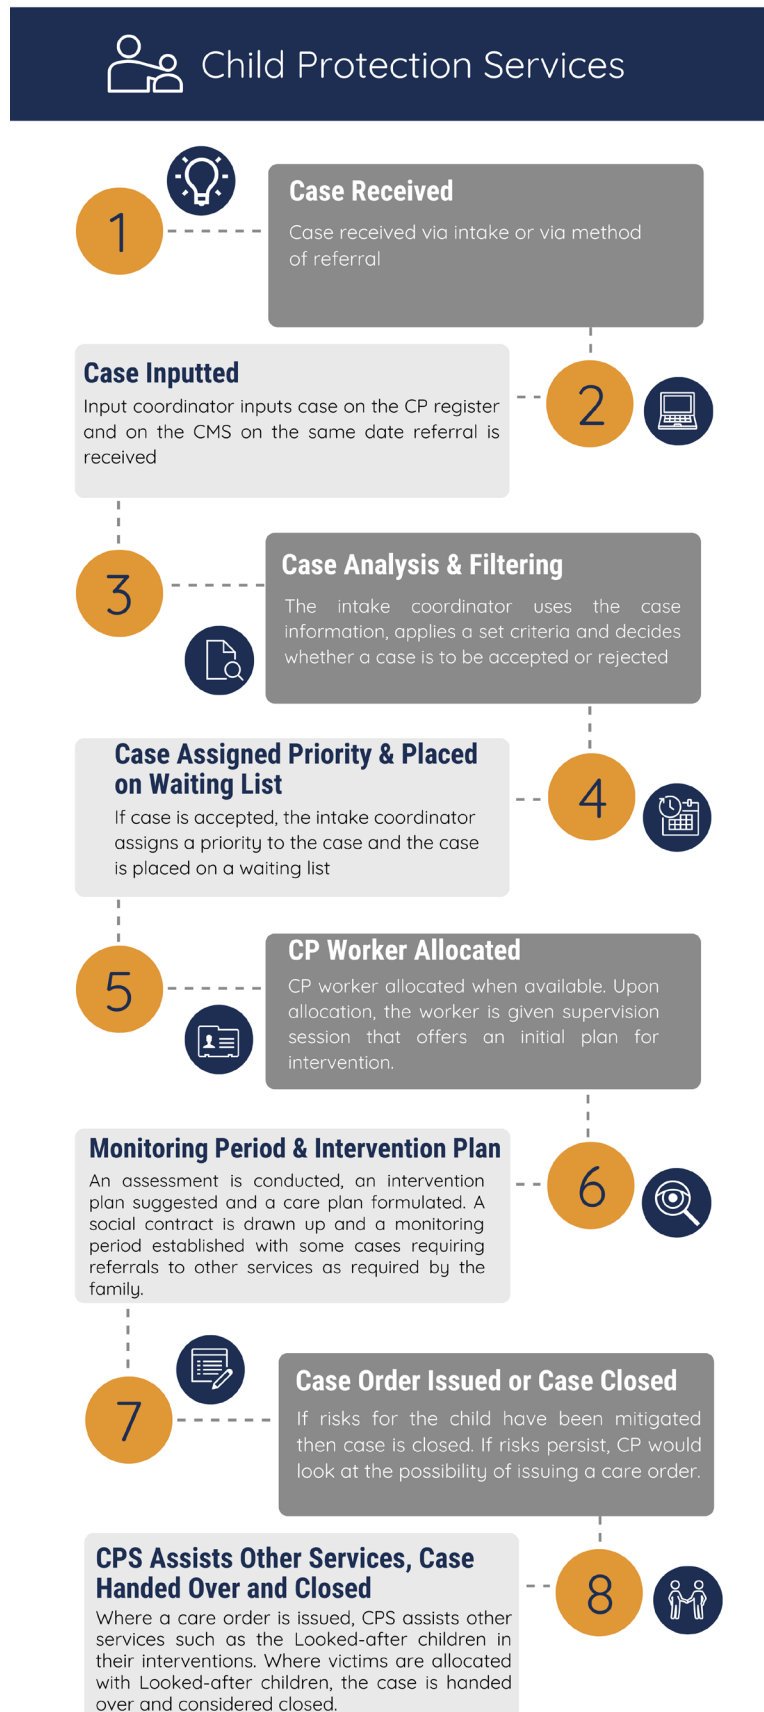 Child Protection Services
1
Case Received
Case received via intake or via method
of referral
Case Inputted
Input coordinator inputs case on the CP register
and on the CMS on the same date referral is
received
2
3
Case Analysis & Filtering
The intake coordinator uses the case
information, applies a set criteria and decides
whether a case is to be accepted or rejected
Case Assigned Priority & Placed
on Waiting List
If case is accepted, the intake coordinator
assigns a priority to the case and the case
is placed on a waiting list
4
5
CP Worker Allocated
CP worker allocated when available. Upon
allocation, the worker is given supervision
session that offers an initial plan for
intervention.
Monitoring Period & Intervention Plan
An assessment is conducted, an intervention
plan suggested and a care plan formulated. A
social contract is drawn up and a monitoring
period established with some cases requiring
referrals to other services as required by the
family.
6
7
Case Order Issued or Case Closed
If risks for the child have been mitigated
then case is closed. If risks persist, CP would
look at the possibility of issuing a care order.
CPS Assists Other Services, Case
Handed Over and Closed
Where a care order is issued, CPS assists other
services such as the Looked-after children in
their interventions. Where victims are allocated
with Looked-after children, the case is handed
over and considered closed.
8